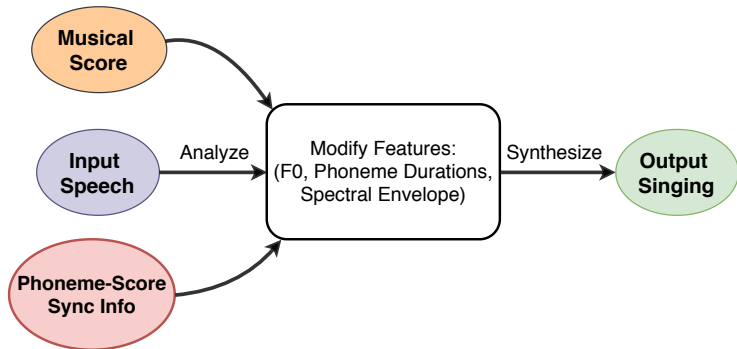 Musical
Score
Input
Speech
Analyze
Phoneme-Score
Sync Info
Modify Features:
(F0, Phoneme Durations,
Spectral Envelope)
Synthesize
Output
Singing